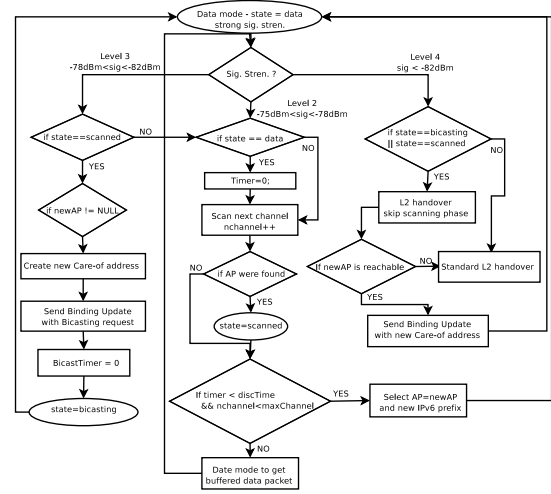 Data mode - state = data
strong sig. stren.
Level 3
-78dBm<sig<-82dBm
Sig. Stren. ?
Level 4
sig < -82dBm
Level 2
-75dBm<sig<-78dBm
if state==scanned
NO
if state == data
NO
if state==bicasting
|| state==scanned
NO
YES
YES
YES
Timer=0;
if newAP != NULL
Scan next channel
nchannel++
L2 handover
skip scanning phase
Create new Care-of address
NO
if AP were found
If newAP is reachable
NO
Standard L2 handover
YES
YES
Send Binding Update
with Bicasting request
state=scanned
Send Binding Update
with new Care-of address
BicastTimer = 0
state=bicasting
If timer < discTime
&& nchannel<maxChannel
YES
Select AP=newAP
and new IPv6 prefix
NO
Date mode to get
buffered data packet